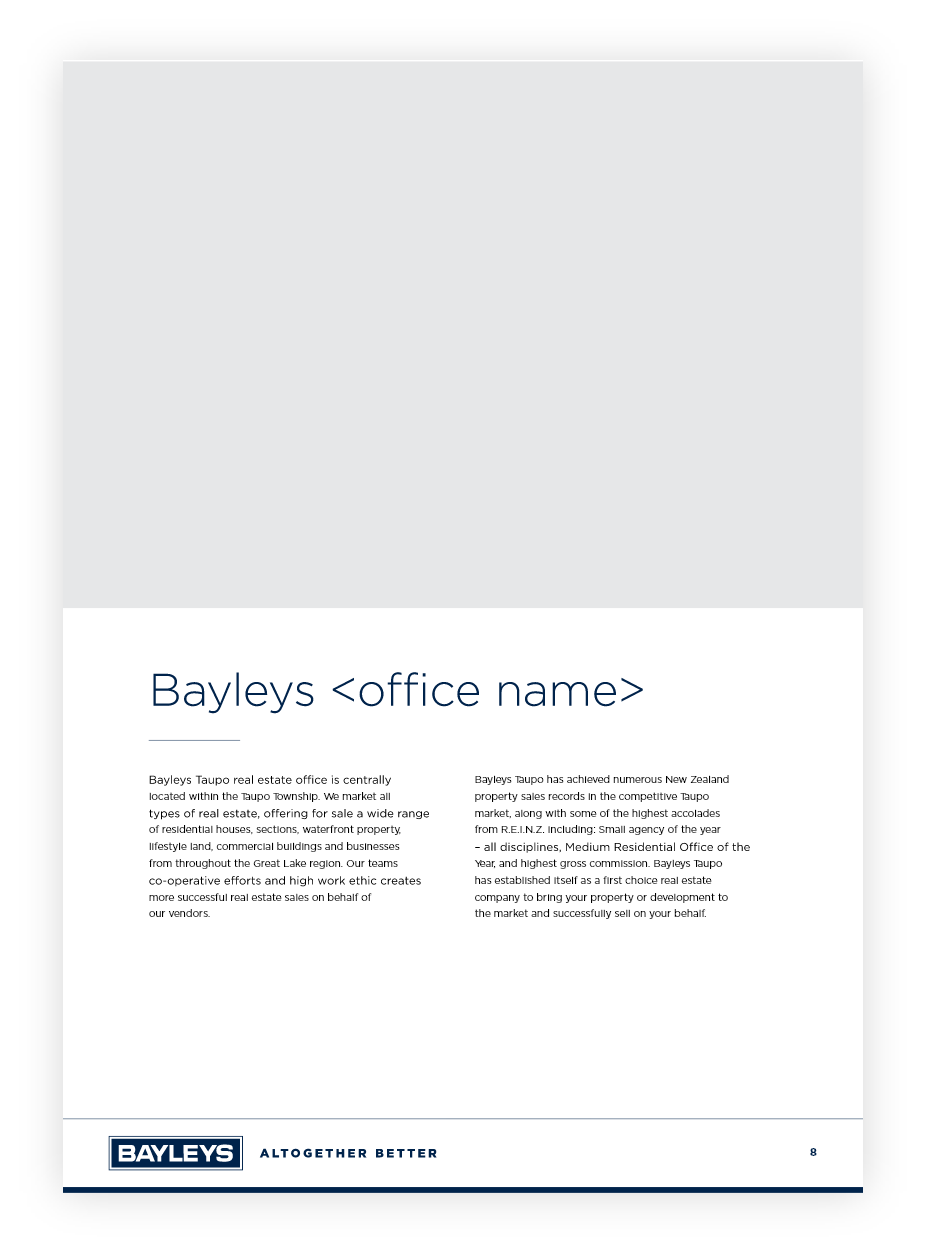 Bayleys <office name>
Bayleys Taupo real estate office is centrally
located within the Taupo Township. We market all
types of real estate, offering for sale a wide range
of residential houses, sections, waterfront property,
lifestyle land, commercial buildings and businesses
from throughout the Great Lake region. Our teams
co-operative efforts and high work ethic creates
more successful real estate sales on behalf of
our vendors.
Bayleys Taupo has achieved numerous New Zealand
property sales records in the competitive Taupo
market, along with some of the highest accolades
from R.E.I.N.Z. including: Small agency of the year
– all disciplines, Medium Residential Office of the
Year, and highest gross commission. Bayleys Taupo
has established itself as a first choice real estate
company to bring your property or development to
the market and successfully sell on your behalf.
BAYLEYS ALTOGETHER BETTER 8